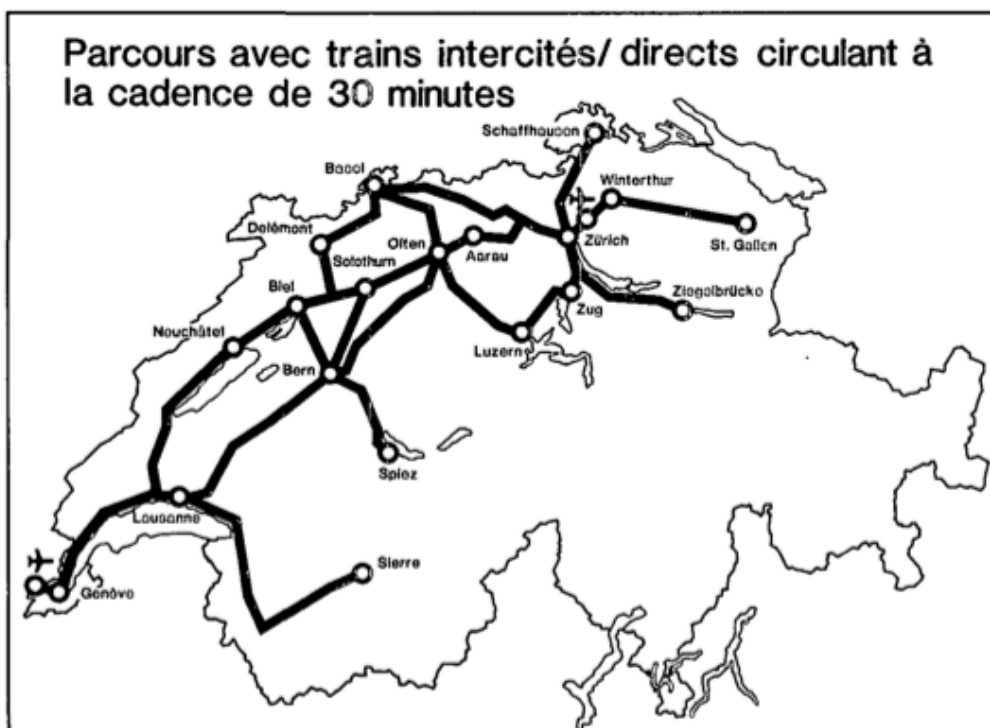 Parcours avec trains intercités/ directs circulant à
la cadence de 30 minutes
Schaffhausen
Basel
Winterthur
Delémont
Olten
Aarau
Zürich
St. Gallen
Solothurn
Biel
Ziegelbrücke
Zug
Neuchâtel
Luzern
Bern
Spiez
Lausanne
Sierre
Genève